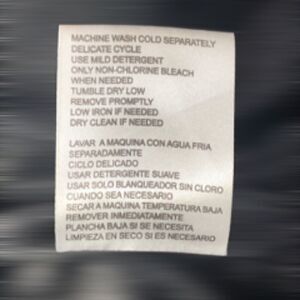 MACHINE WASH COLD SEPARATELY
DELICATE CYCLE
USE MILD DETERGENT
ONLY NON-CHLORINE BLEACH
WHEN NEEDED
TUMBLE DRY LOW
REMOVE PROMPTLY
LOW IRON IF NEEDED
DRY CLEAN IF NEEDED
LAVAR A MAQUINA CON AGUA FRIA
SEPARADAMENTE
CICLO DELICADO
USAR DETERGENTE SUAVE
USAR SOLO BLANQUEADOR SIN CLORO
CUANDO SEA NECESARIO
SECAR A MAQUINA TEMPERATURA BAJA
REMOVER INMEDIATAMENTE
PLANCHA BAJA SI SE NECESITA
LIMPIEZA EN SECO SI ES NECESARIO